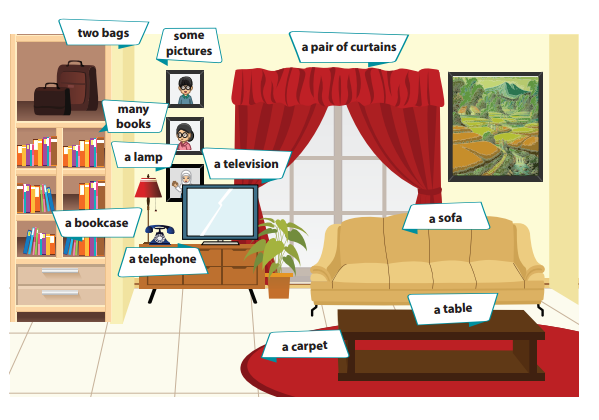 two bags
some
pictures
a pair of curtains
many
books
a lamp
a television
a bookcase
a sofa
a telephone
a table
a carpet